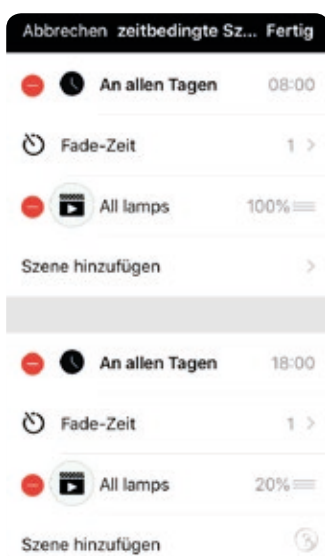 Abbrechen zeitbedingte Sz... Fertig
An allen Tagen 08:00
Fade-Zeit 1 >
All lamps 100%
Szene hinzufügen >
An allen Tagen 18:00
Fade-Zeit 1 >
All lamps 20%
Szene hinzufügen